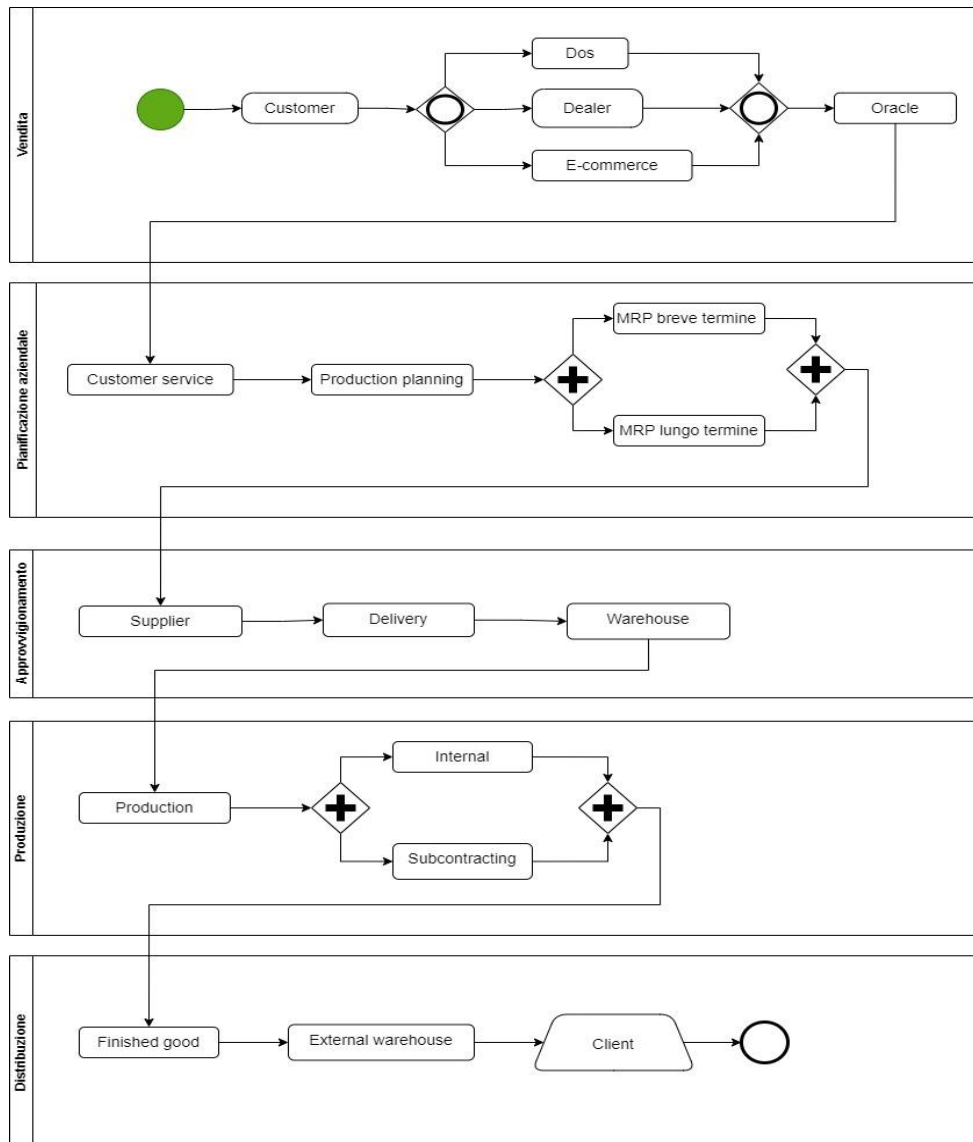 Vendita
Customer
Dos
Dealer
E-commerce
Oracle
Pianificazione aziendale
Customer service
Production planning
MRP breve termine
MRP lungo termine
Approvvigionamento
Supplier
Delivery
Warehouse
Produzione
Production
Internal
Subcontracting
Distribuzione
Finished good
External warehouse
Client